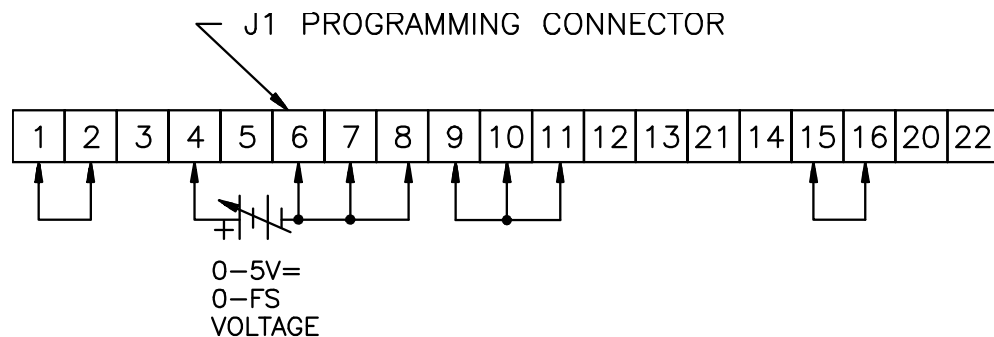 J1 PROGRAMMING CONNECTOR
1 2 3 4 5 6 7 8 9 10 11 12 13 21 14 15 16 20 22
+
0-5V=
0-FS
VOLTAGE